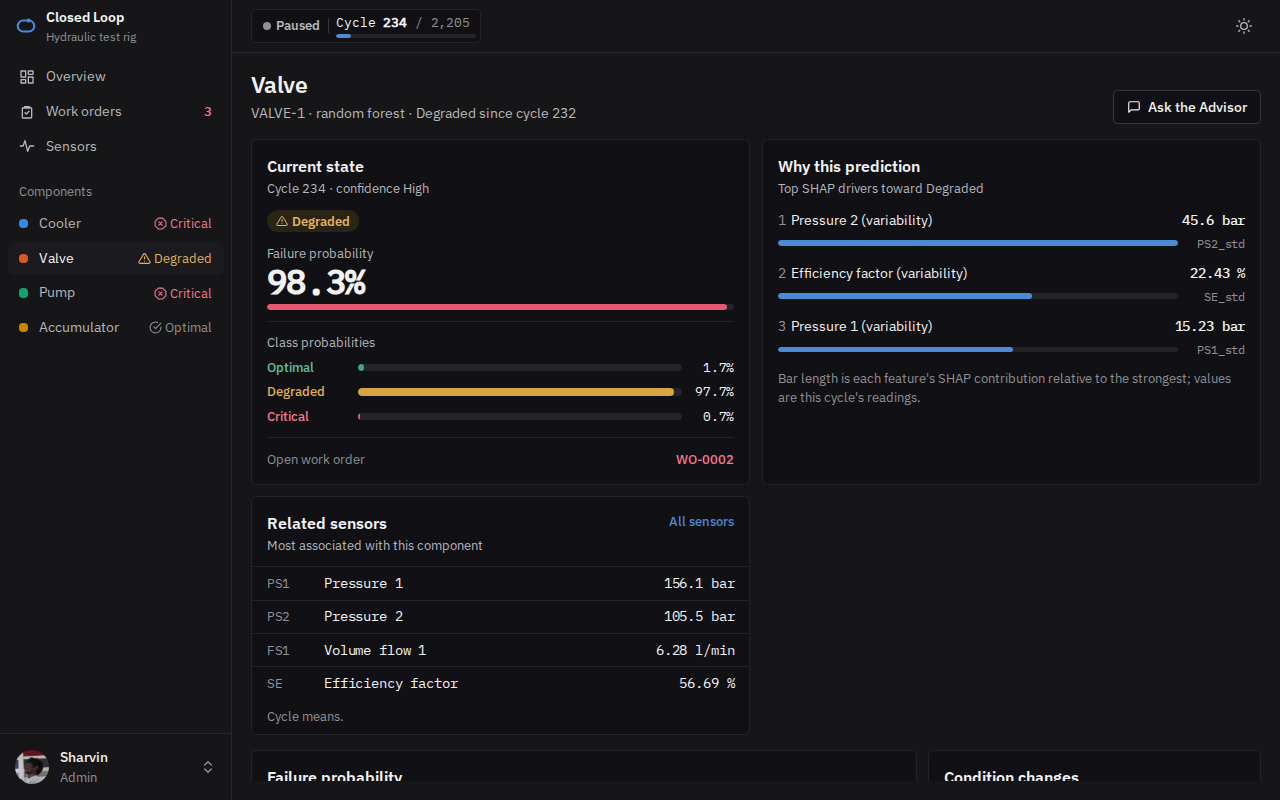 Closed Loop
Hydraulic test rig
Overview
Work orders 3
Sensors
Components
Cooler Critical
Valve Degraded
Pump Critical
Accumulator Optimal
Sharvin
Admin
Paused Cycle 234 / 2,205
Valve
VALVE-1 · random forest · Degraded since cycle 232
Ask the Advisor
Current state
Cycle 234 · confidence High
Degraded
Failure probability
98.3%
Class probabilities
Optimal 1.7%
Degraded 97.7%
Critical 0.7%
Open work order WO-0002
Why this prediction
Top SHAP drivers toward Degraded
1 Pressure 2 (variability) 45.6 bar
PS2_std
2 Efficiency factor (variability) 22.43 %
SE_std
3 Pressure 1 (variability) 15.23 bar
PS1_std
Bar length is each feature's SHAP contribution relative to the strongest; values
are this cycle's readings.
Related sensors All sensors
Most associated with this component
PS1 Pressure 1 156.1 bar
PS2 Pressure 2 105.5 bar
FS1 Volume flow 1 6.28 l/min
SE Efficiency factor 56.69 %
Cycle means.
Failure probability
Condition changes